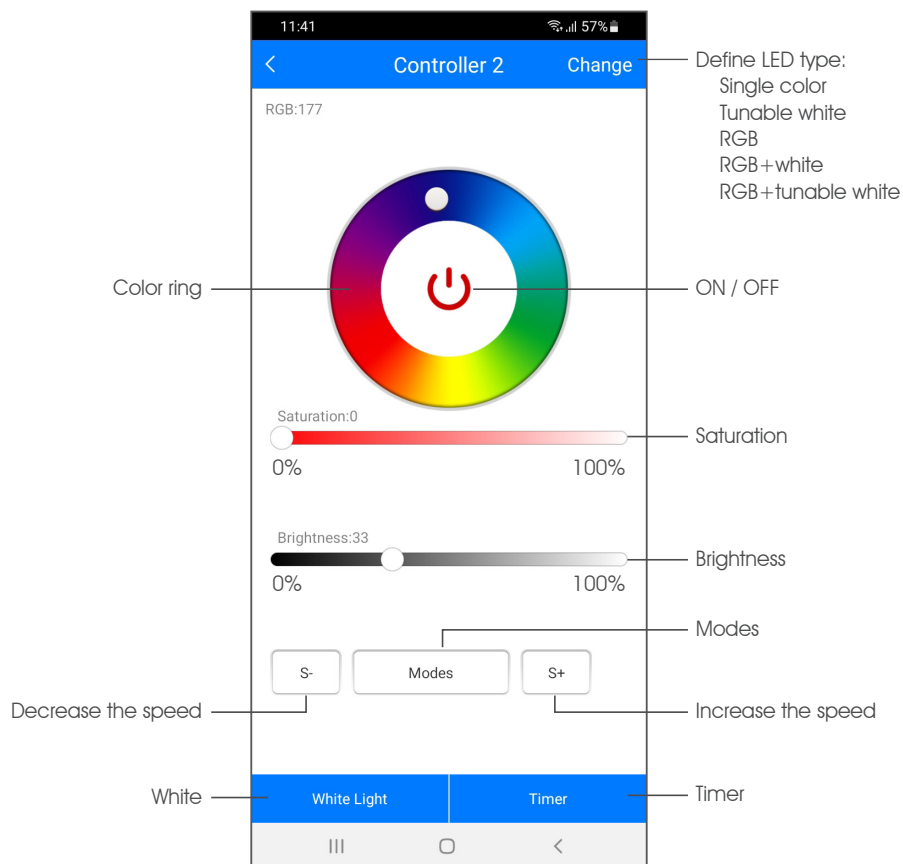 11:41
57%
Controller 2
Change
Define LED type:
Single color
Tunable white
RGB
RGB+white
RGB+tunable white
RGB:177
Color ring
ON / OFF
Saturation:0
Saturation
0%
100%
Brightness:33
Brightness
0%
100%
Modes
S-
Modes
S+
Decrease the speed
Increase the speed
White
White Light
Timer
Timer